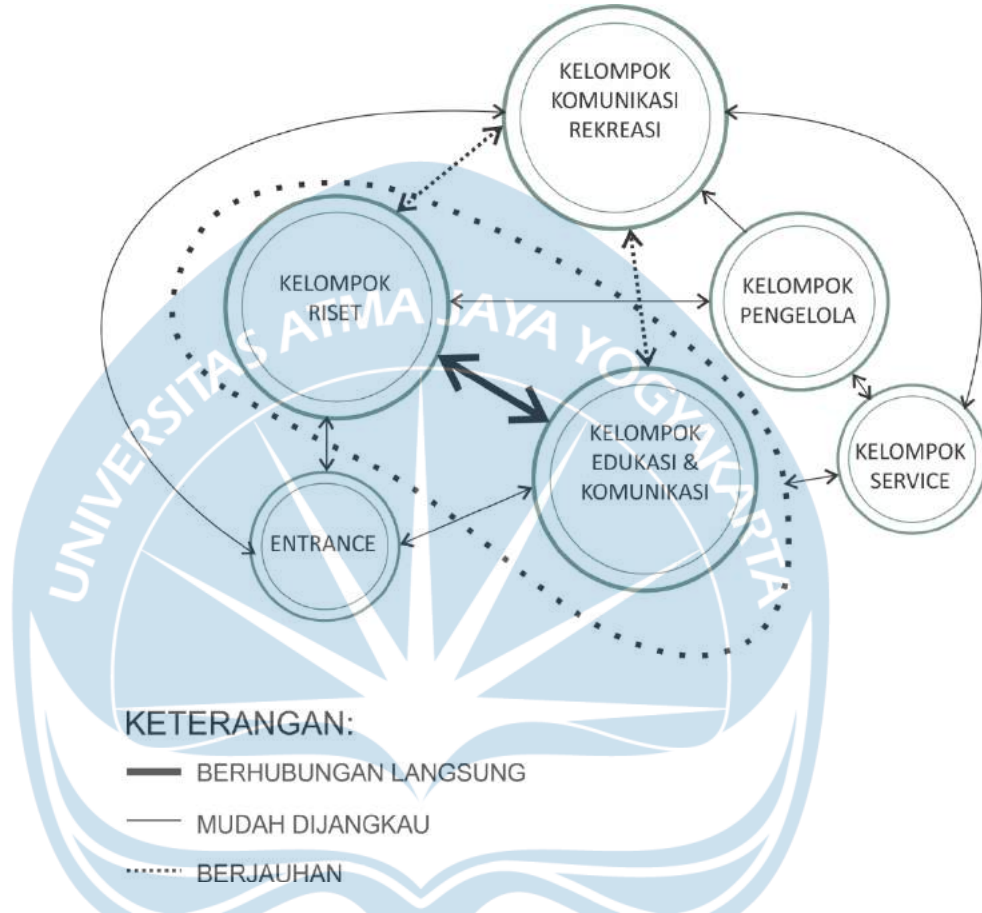 KELOMPOK
KOMUNIKASI
REKREASI
KELOMPOK
RISET
KELOMPOK
PENGELOLA
KELOMPOK
EDUKASI &
KOMUNIKASI
KELOMPOK
SERVICE
ENTRANCE
UNIVERSITAS ATMA JAYA YOGYAKARTA
KETERANGAN:
BERHUBUNGAN LANGSUNG
MUDAH DIJANGKAU
BERJAUHAN